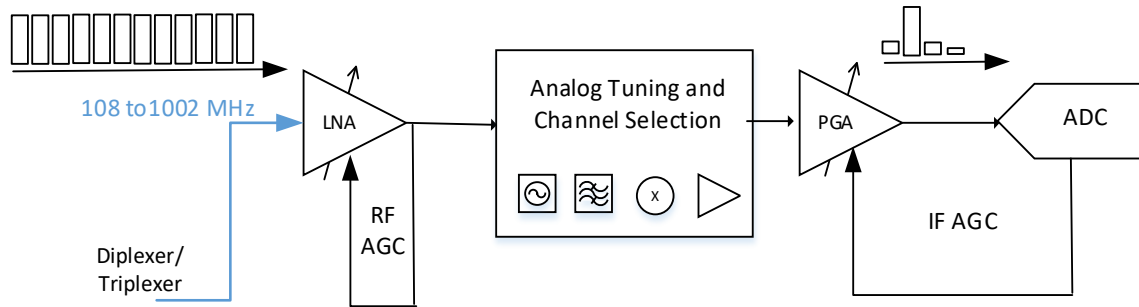 108 to1002 MHz
LNA
Analog Tuning and
Channel Selection
X
PGA
ADC
RF
AGC
IF AGC
Diplexer/
Triplexer